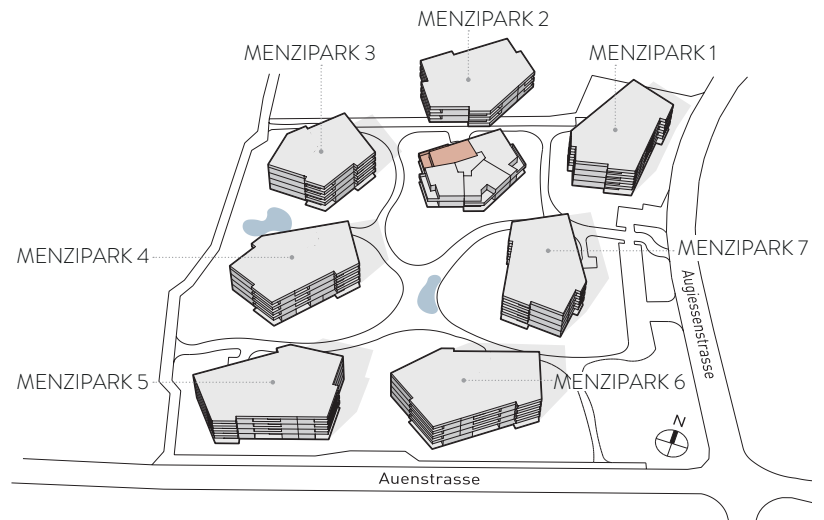 MENZIPARK 2
MENZIPARK 3
MENZIPARK 1
MENZIPARK 4
MENZIPARK 7
Augiessenstrasse
MENZIPARK 5
MENZIPARK 6
N
Auenstrasse